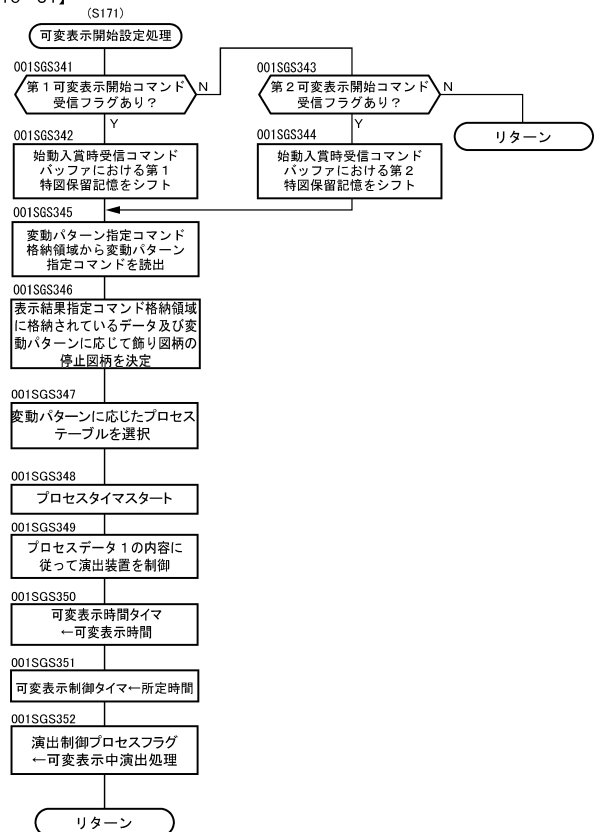 (S171)
可変表示開始設定処理
001SGS341
第１可変表示開始コマンド
受信フラグあり？
N
Y
001SGS343
第２可変表示開始コマンド
受信フラグあり？
N
Y
リターン
001SGS342
始動入賞時受信コマンド
バッファにおける第１
特図保留記憶をシフト
001SGS344
始動入賞時受信コマンド
バッファにおける第２
特図保留記憶をシフト
001SGS345
変動パターン指定コマンド
格納領域から変動パターン
指定コマンドを読出
001SGS346
表示結果指定コマンド格納領域
に格納されているデータ及び変
動パターンに応じて飾り図柄の
停止図柄を決定
001SGS347
変動パターンに応じたプロセス
テーブルを選択
001SGS348
プロセスタイマスタート
001SGS349
プロセスデータ１の内容に
従って演出装置を制御
001SGS350
可変表示時間タイマ
←可変表示時間
001SGS351
可変表示制御タイマ←所定時間
001SGS352
演出制御プロセスフラグ
←可変表示中演出処理
リターン